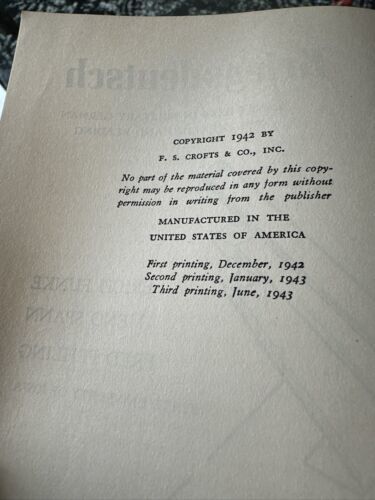 COPYRIGHT 1942 BY
F. S. CROFTS & CO., INC.
No part of the material covered by this copy-
right may be reproduced in any form without
permission in writing from the publisher
MANUFACTURED IN THE
UNITED STATES OF AMERICA
First printing, December, 1942
Second printing, January, 1943
Third printing, June, 1943